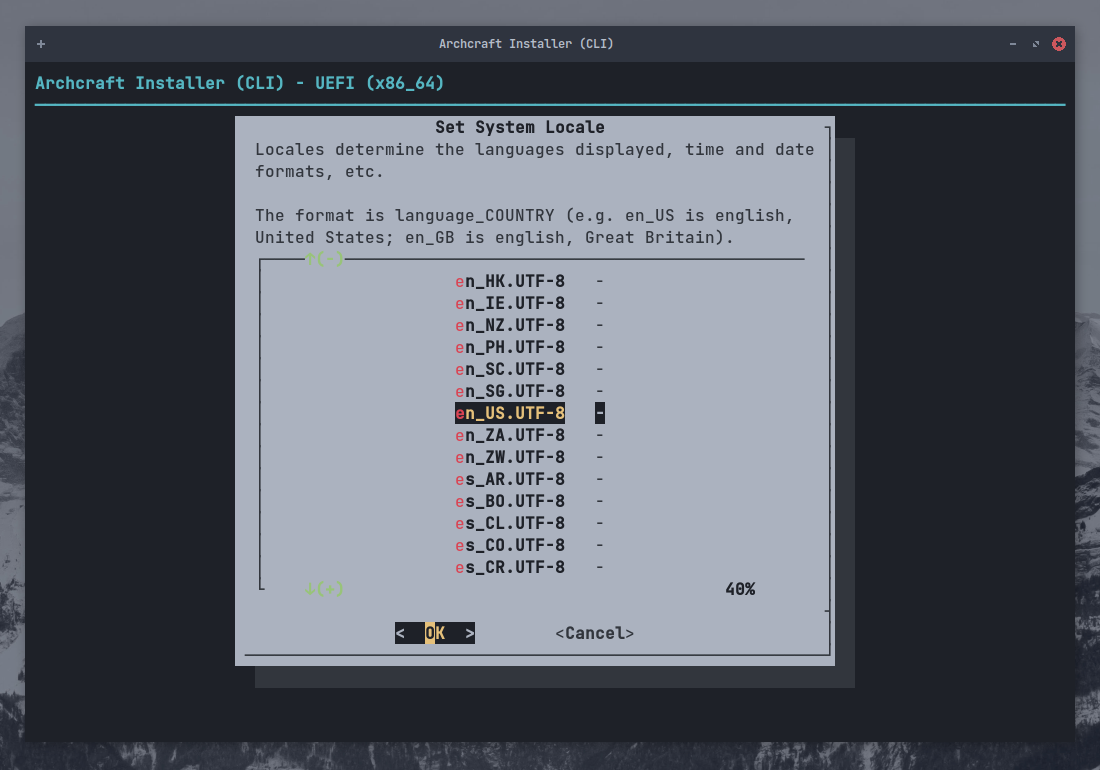 Archcraft Installer (CLI)
Archcraft Installer (CLI) - UEFI (x86_64)
Set System Locale
Locales determine the languages displayed, time and date
formats, etc.
The format is language_COUNTRY (e.g. en_US is english,
United States; en_GB is english, Great Britain).
↑(-)
en_HK.UTF-8 -
en_IE.UTF-8 -
en_NZ.UTF-8 -
en_PH.UTF-8 -
en_SC.UTF-8 -
en_SG.UTF-8 -
en_US.UTF-8 -
en_ZA.UTF-8 -
en_ZW.UTF-8 -
es_AR.UTF-8 -
es_BO.UTF-8 -
es_CL.UTF-8 -
es_CO.UTF-8 -
es_CR.UTF-8 -
↓(+) 40%
< OK > <Cancel>